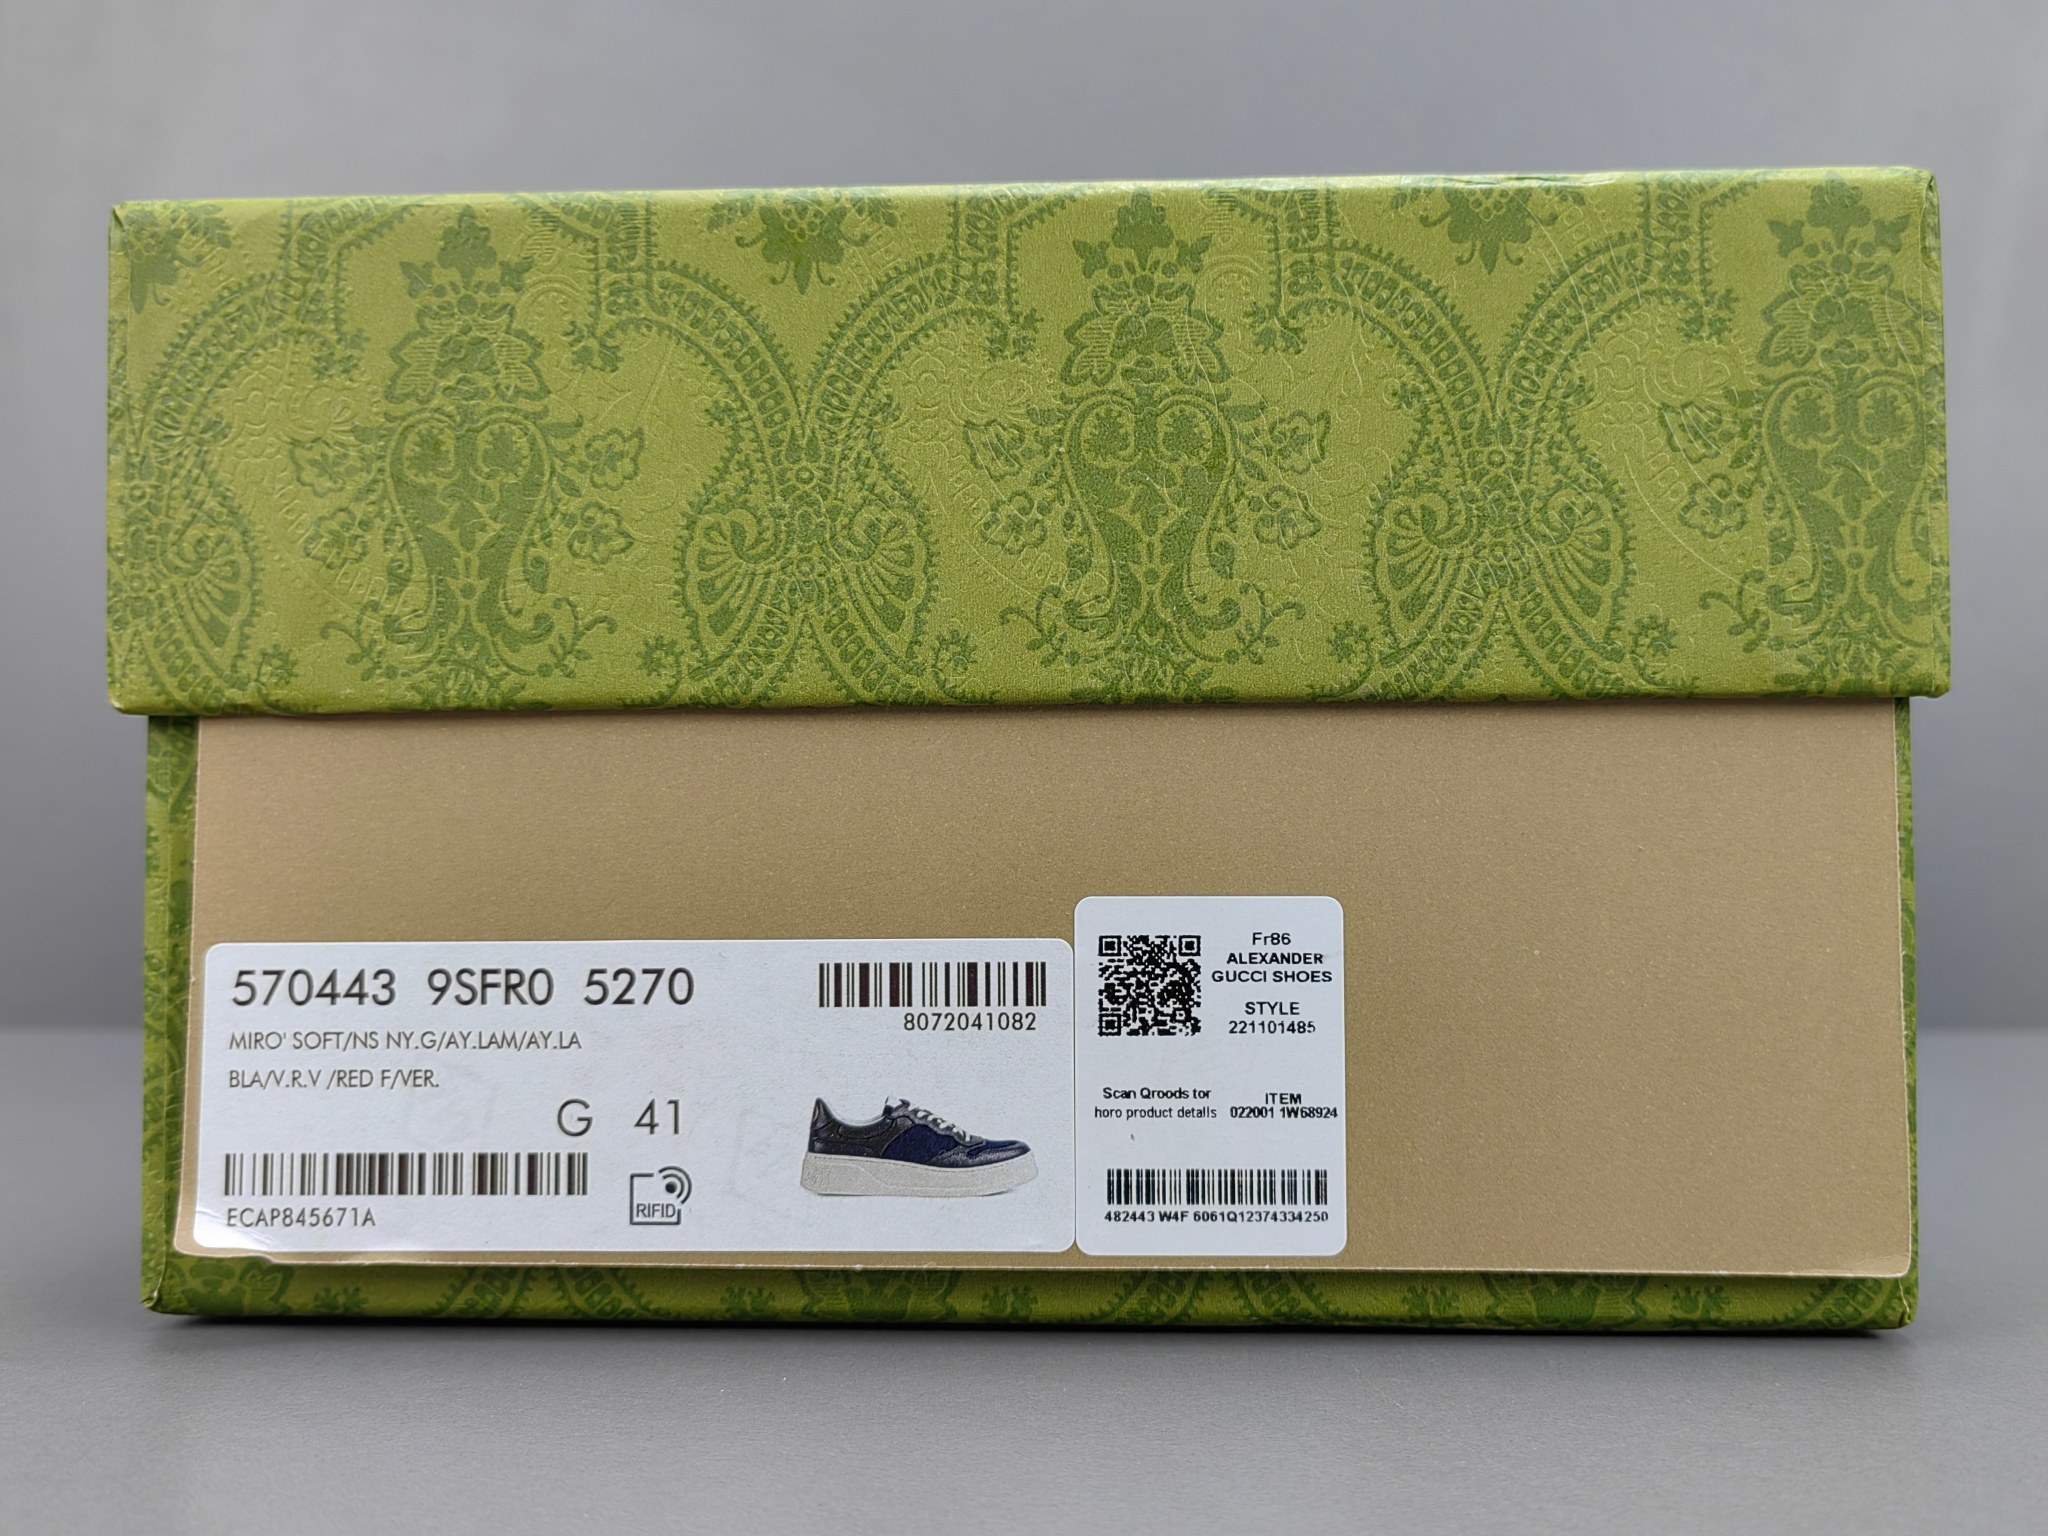 570443 9SFR0 5270
8072041082
MIRO' SOFT/NS NY.G/AY.LAM/AY.LA
BLA/V.R.V /RED F/VER.
G 41
ECAP845671A
RIFID
Fr86
ALEXANDER
GUCCI SHOES
STYLE
221101485
Scan Qroods tor
horo product detalls
ITEM
022001 1W68924
482443 W4F 6061Q12374334250